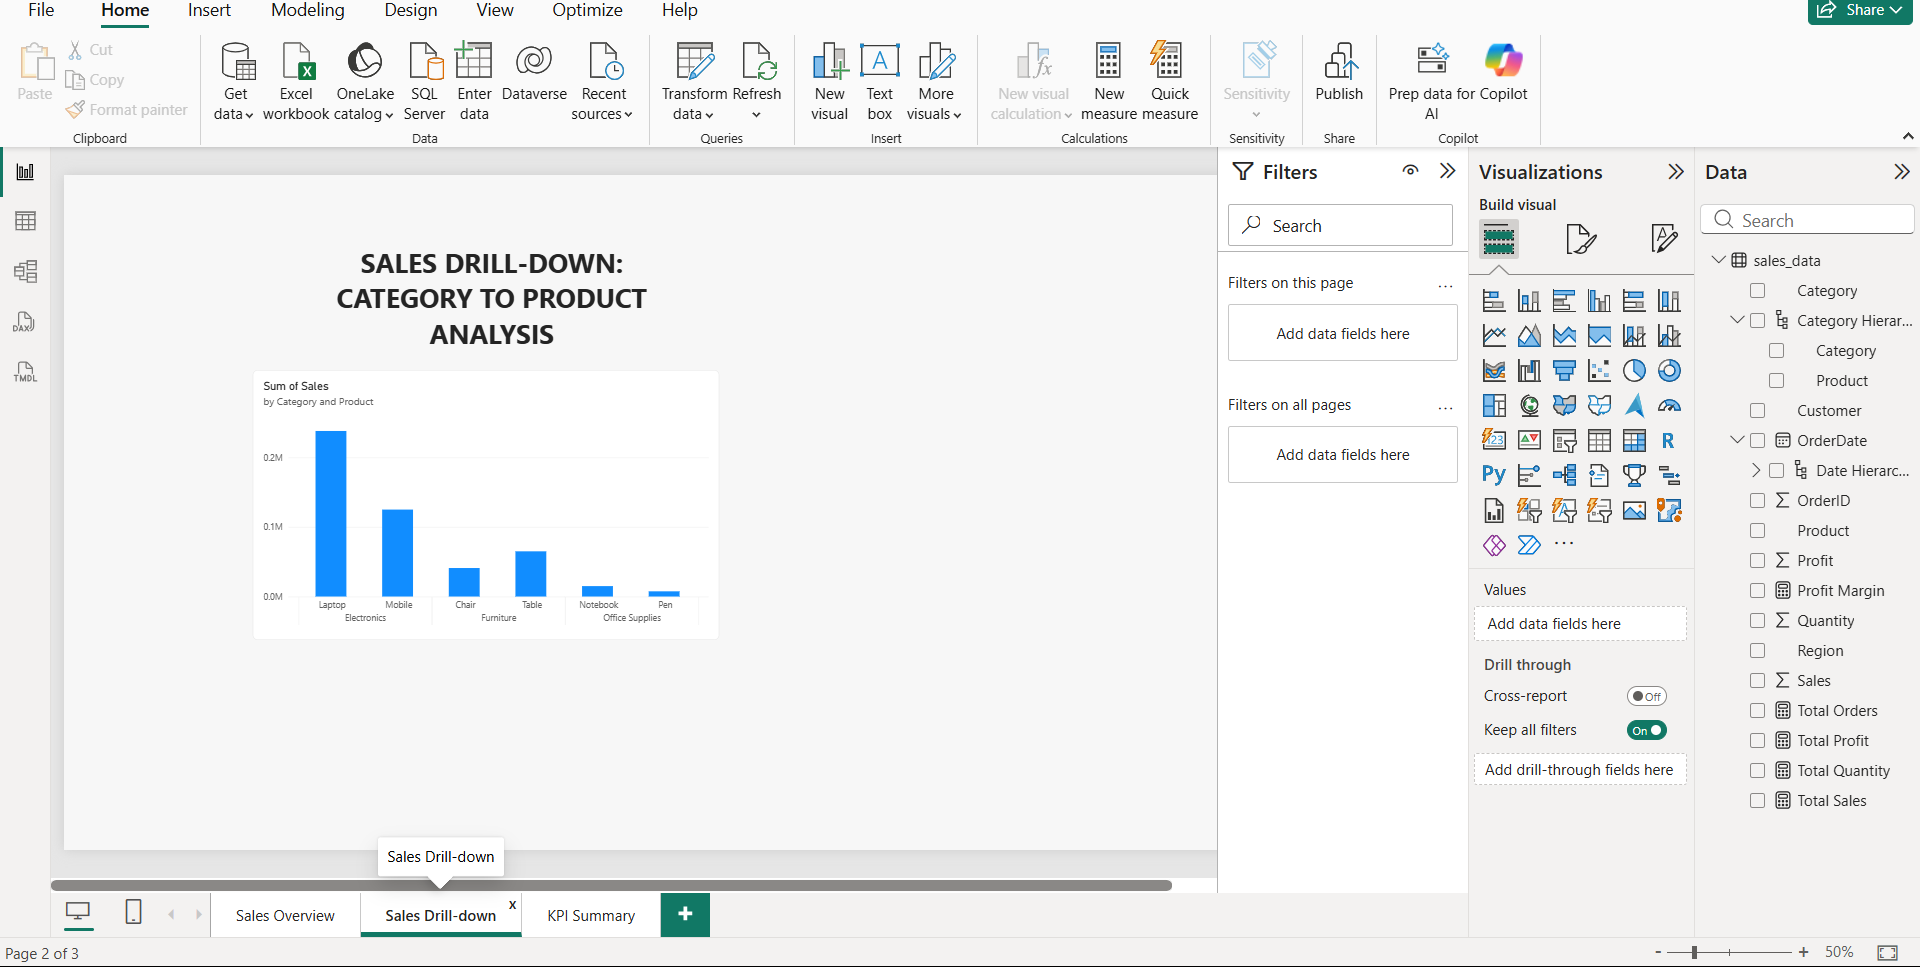 File
Home
Insert
Modeling
Design
View
Optimize
Help
Share
Paste
Cut
Copy
Format painter
Clipboard
Get
data
Excel
workbook
OneLake
catalog
SQL
Server
Enter
data
Dataverse
Recent
sources
Data
Transform
data
Refresh
Queries
New
visual
A
Text
box
More
visuals
Insert
fx
New visual
calculation
New
measure
Quick
measure
Calculations
Sensitivity
Sensitivity
Publish
Share
Prep data for
AI
Copilot
Copilot
DAX
TMDL
SALES DRILL-DOWN:
CATEGORY TO PRODUCT
ANALYSIS
Sum of Sales
by Category and Product
0.2M
0.1M
0.0M
Laptop
Mobile
Chair
Table
Notebook
Pen
Electronics
Furniture
Office Supplies
Filters
Search
Filters on this page
...
Add data fields here
Filters on all pages
...
Add data fields here
Visualizations
Build visual
123
R
Py
...
Values
Add data fields here
Drill through
Cross-report
Off
Keep all filters
On
Add drill-through fields here
Data
Search
sales_data
Category
Category Hierar...
Category
Product
Customer
OrderDate
Date Hierarc...
OrderID
Product
Profit
Profit Margin
Quantity
Region
Sales
Total Orders
Total Profit
Total Quantity
Total Sales
Sales Drill-down
Sales Overview
Sales Drill-down
x
KPI Summary
+
Page 2 of 3
- + 50%